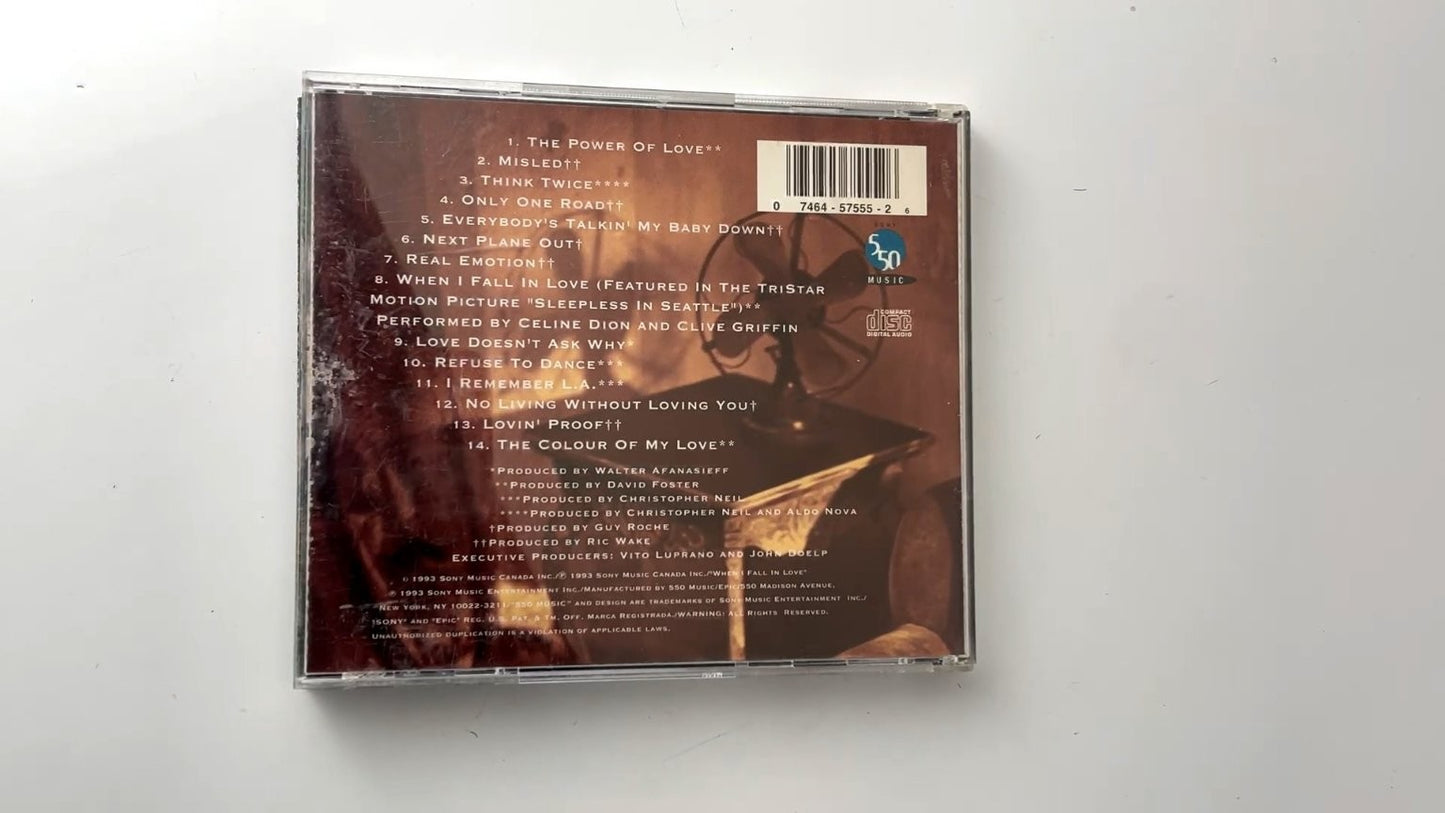 1. The Power Of Love**
2. Misled††
3. Think Twice****
4. Only One Road††
5. Everybody's Talkin' My Baby Down††
6. Next Plane Out†
7. Real Emotion††
8. When I Fall In Love (Featured In The TriStar
Motion Picture "Sleepless In Seattle")**
Performed by Celine Dion and Clive Griffin
9. Love Doesn't Ask Why*
10. Refuse To Dance***
11. I Remember L.A.***
12. No Living Without Loving You†
13. Lovin' Proof††
14. The Colour Of My Love**
*Produced by Walter Afanasieff
**Produced by David Foster
***Produced by Christopher Neil
****Produced by Christopher Neil and Aldo Nova
†Produced by Guy Roche
††Produced by Ric Wake
Executive Producers: Vito Luprano and John Doelp
© 1993 Sony Music Canada Inc./℗ 1993 Sony Music Canada Inc./"When I Fall In Love"
℗ 1993 Sony Music Entertainment Inc./Manufactured by 550 Music/Epic/550 Madison Avenue,
New York, NY 10022-3211/"550 Music" and design are trademarks of Sony Music Entertainment Inc./
"Sony" and "Epic" Reg. U.S. Pat. & Tm. Off. Marca Registrada./Warning: All Rights Reserved.
Unauthorized duplication is a violation of applicable laws.
0 7464-57555-2 6
550
MUSIC
COMPACT
disc
DIGITAL AUDIO